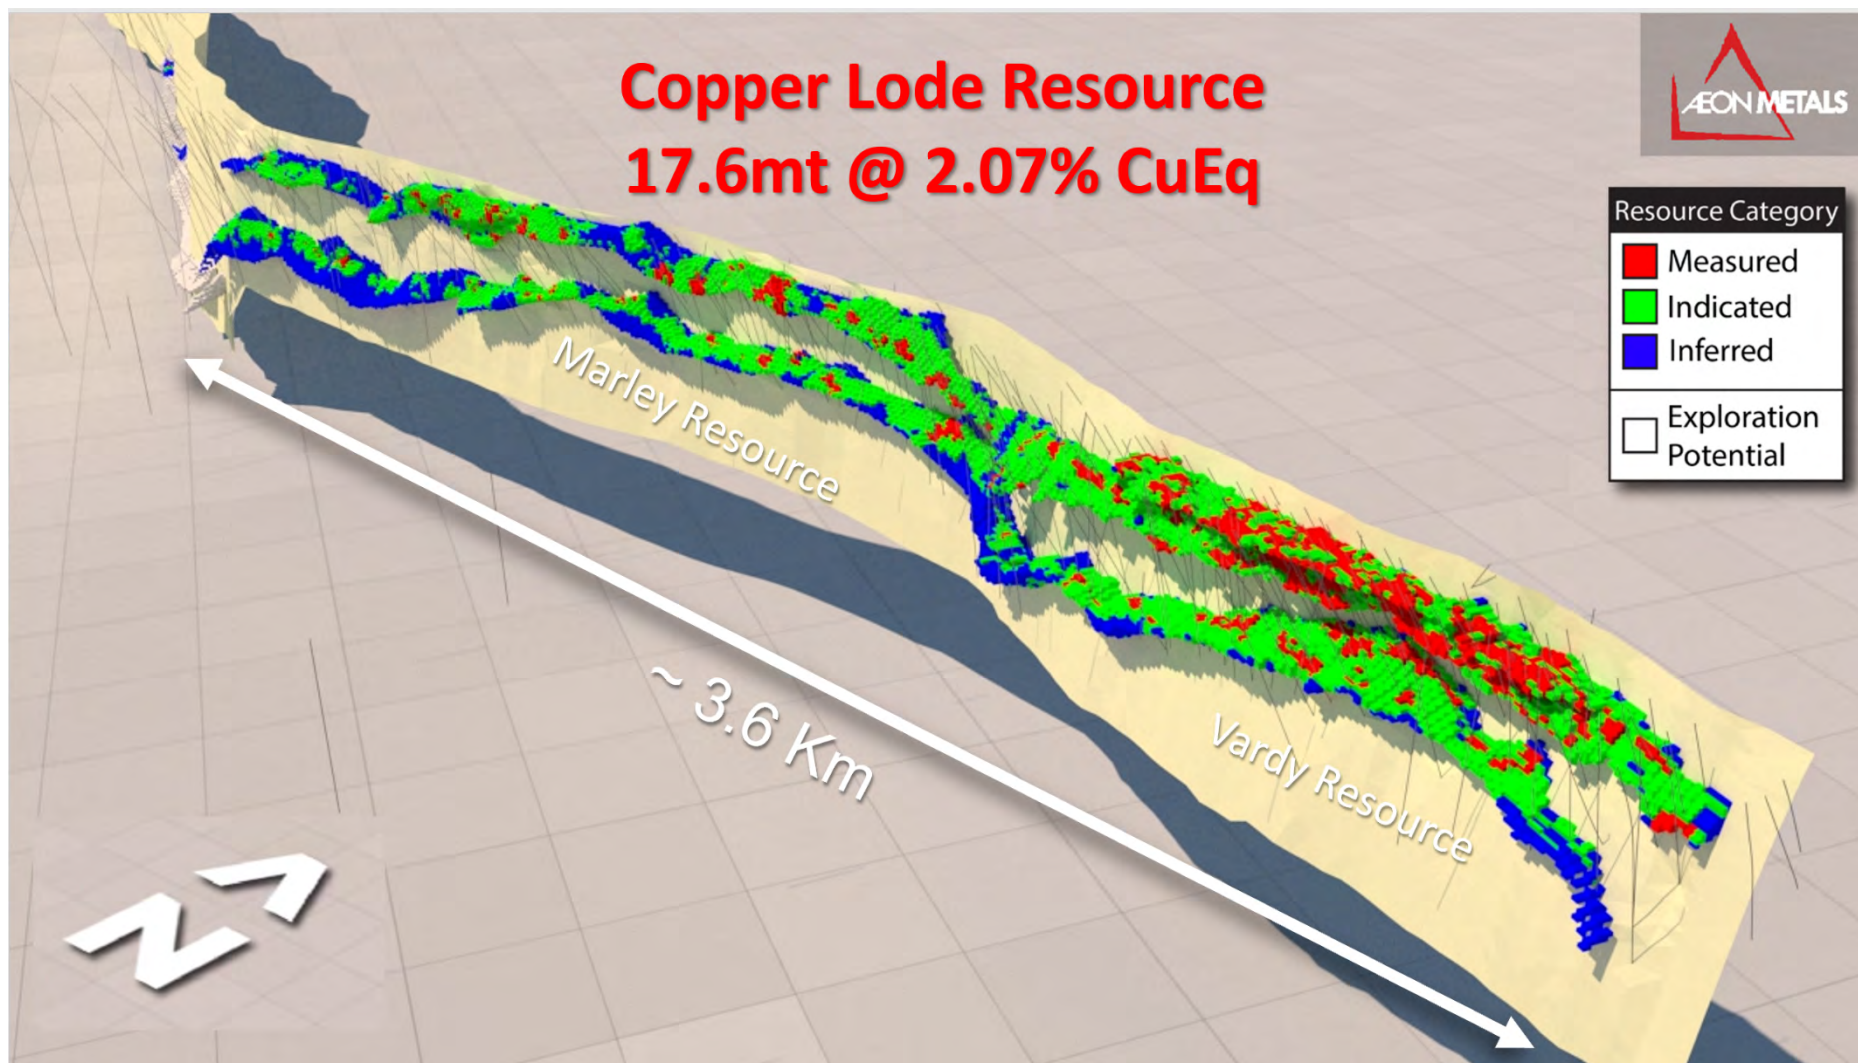 Copper Lode Resource
17.6mt @ 2.07% CuEq
ÆON METALS
Resource Category
Measured
Indicated
Inferred
Exploration
Potential
Marley Resource
~ 3.6 Km
Vardy Resource
N